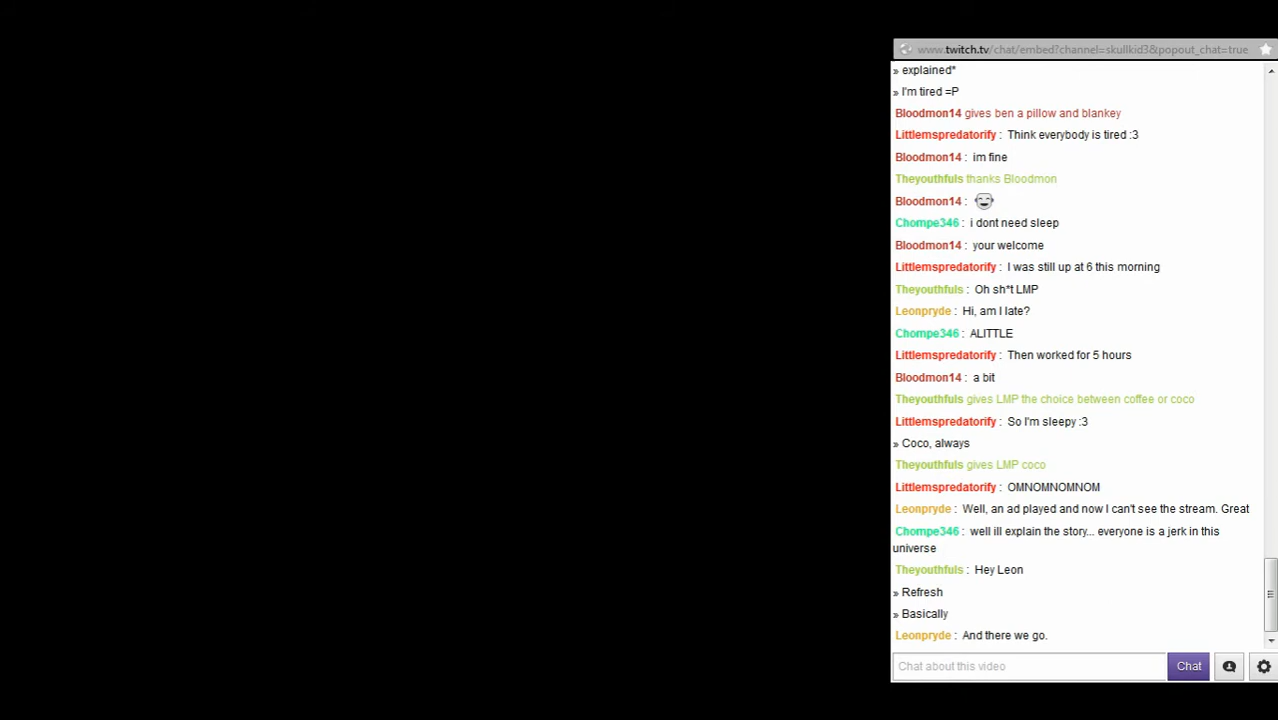 www.twitch.tv/chat/embed?channel=skullkid3&popout_chat=true
» explained*
» I'm tired =P
Bloodmon14 gives ben a pillow and blankey
Littlemspredatorify : Think everybody is tired :3
Bloodmon14 : im fine
Theyouthfuls thanks Bloodmon
Bloodmon14 :
Chompe346 : i dont need sleep
Bloodmon14 : your welcome
Littlemspredatorify : I was still up at 6 this morning
Theyouthfuls : Oh sh*t LMP
Leonpryde : Hi, am I late?
Chompe346 : ALITTLE
Littlemspredatorify : Then worked for 5 hours
Bloodmon14 : a bit
Theyouthfuls gives LMP the choice between coffee or coco
Littlemspredatorify : So I'm sleepy :3
» Coco, always
Theyouthfuls gives LMP coco
Littlemspredatorify : OMNOMNOMNOM
Leonpryde : Well, an ad played and now I can't see the stream. Great
Chompe346 : well ill explain the story... everyone is a jerk in this
universe
Theyouthfuls : Hey Leon
» Refresh
» Basically
Leonpryde : And there we go.
Chat about this video
Chat